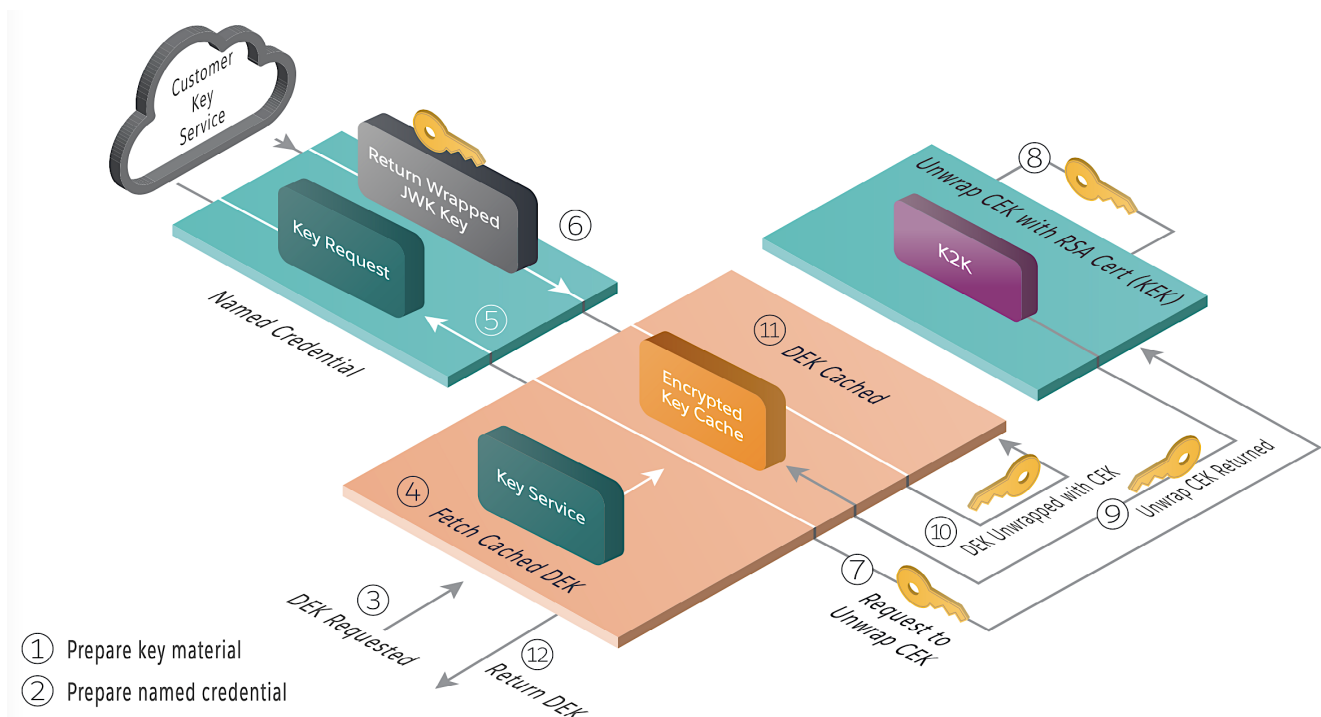 Customer
Key
Service
Return Wrapped
JWK Key
Key Request
⑥
⑤
Named Credential
⑧
Unwrap CEK with RSA Cert (KEK)
K2K
⑪
DEK Cached
Encrypted
Key Cache
Key Service
④
Fetch Cached DEK
③
DEK Requested
⑫
Return DEK
⑦
Request to
Unwrap CEK
⑩
DEK Unwrapped with CEK
⑨
Unwrap CEK Returned
① Prepare key material
② Prepare named credential